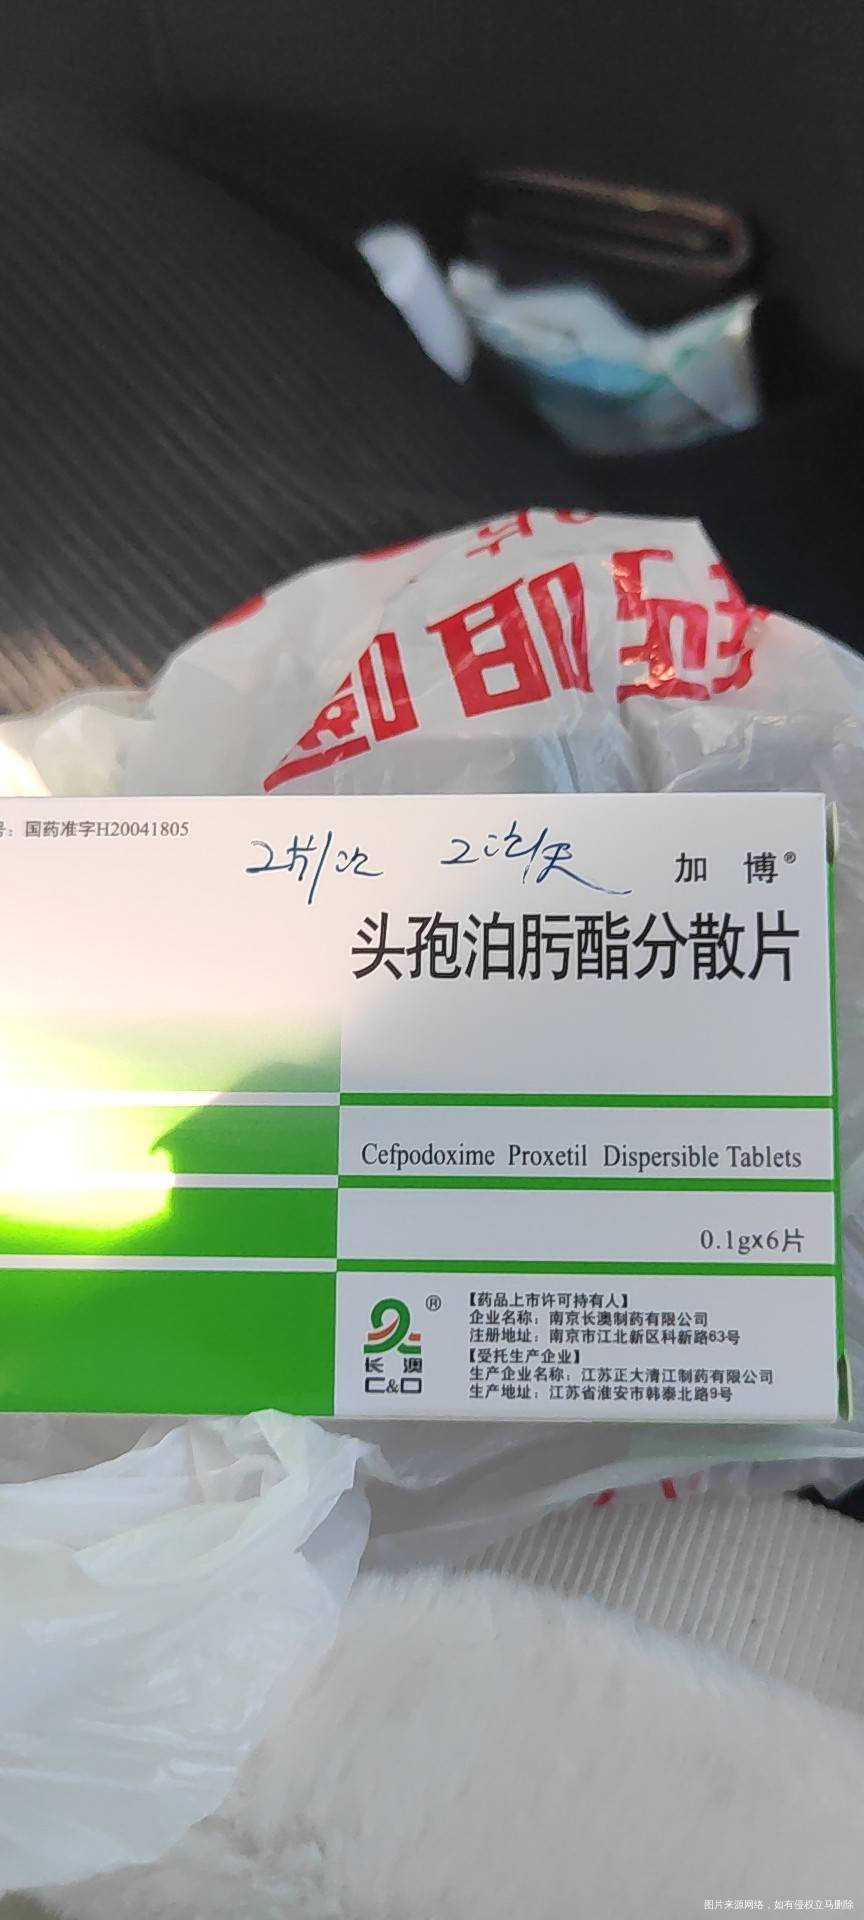 号：国药准字H20041805
2片/次 2次/天
加博®
头孢泊肟酯分散片
Cefpodoxime Proxetil Dispersible Tablets
0.1gx6片
®
长澳
C&O
【药品上市许可持有人】
企业名称：南京长澳制药有限公司
注册地址：南京市江北新区科新路63号
【受托生产企业】
生产企业名称：江苏正大清江制药有限公司
生产地址：江苏省淮安市韩泰北路9号
图片来源网络，如有侵权立马删除